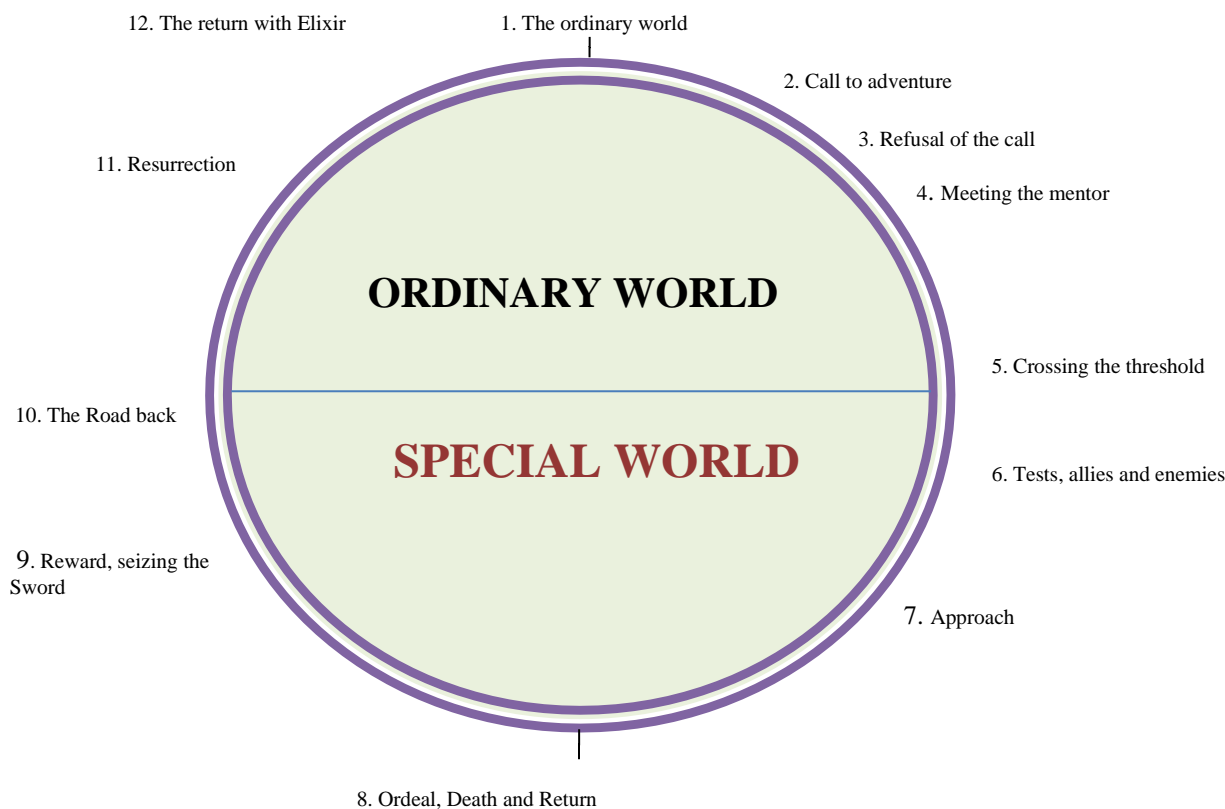 12. The return with Elixir
1. The ordinary world
2. Call to adventure
3. Refusal of the call
11. Resurrection
4. Meeting the mentor
ORDINARY WORLD
5. Crossing the threshold
10. The Road back
SPECIAL WORLD
6. Tests, allies and enemies
9. Reward, seizing the
Sword
7. Approach
8. Ordeal, Death and Return